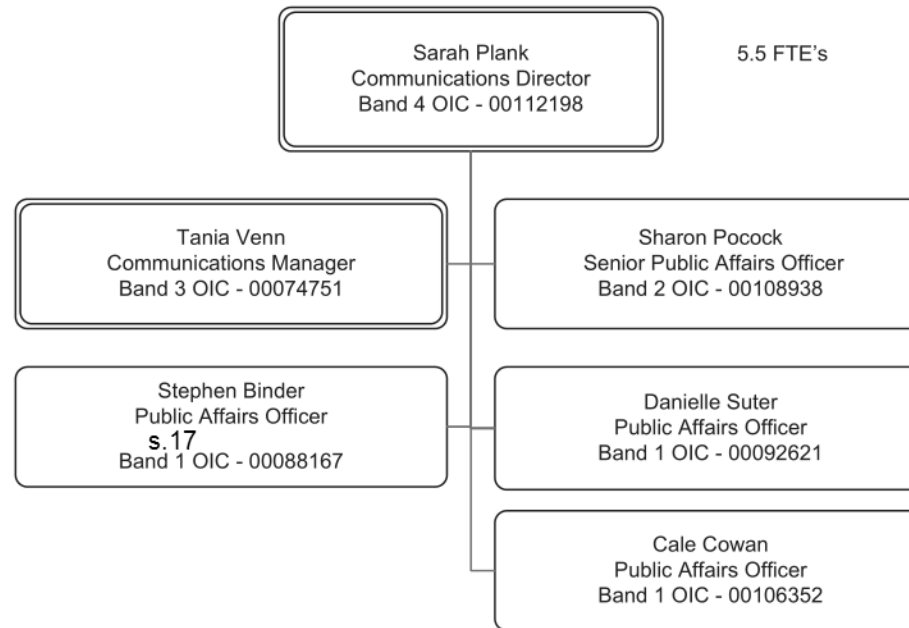 Sarah Plank
Communications Director
Band 4 OIC - 00112198
5.5 FTE's
Tania Venn
Communications Manager
Band 3 OIC - 00074751
Sharon Pocock
Senior Public Affairs Officer
Band 2 OIC - 00108938
Stephen Binder
Public Affairs Officer
s.17
Band 1 OIC - 00088167
Danielle Suter
Public Affairs Officer
Band 1 OIC - 00092621
Cale Cowan
Public Affairs Officer
Band 1 OIC - 00106352